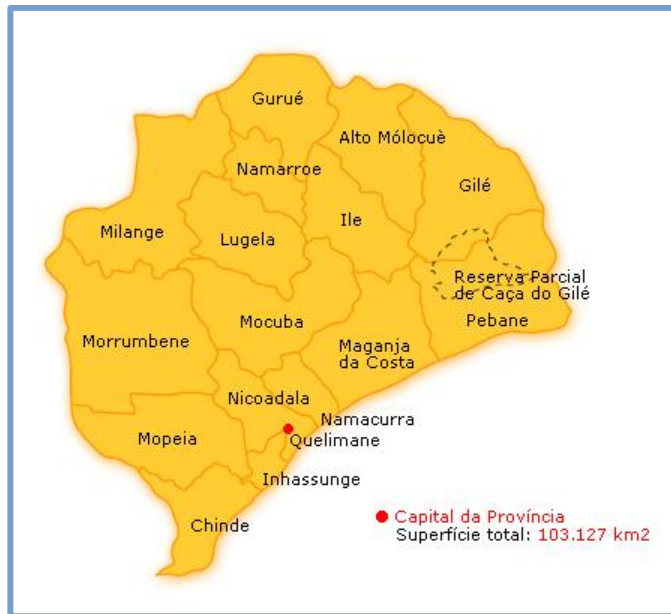 Gurué
Alto Mólocuè
Namarroe
Gilé
Milange
Lugela
Ile
Reserva Parcial
de Caça do Gilé
Mocuba
Pebane
Morrumbene
Maganja
da Costa
Nicoadala
Namacurra
Mopeia
Quelimane
Inhassunge
Chinde
Capital da Província
Superfície total: 103.127 km2